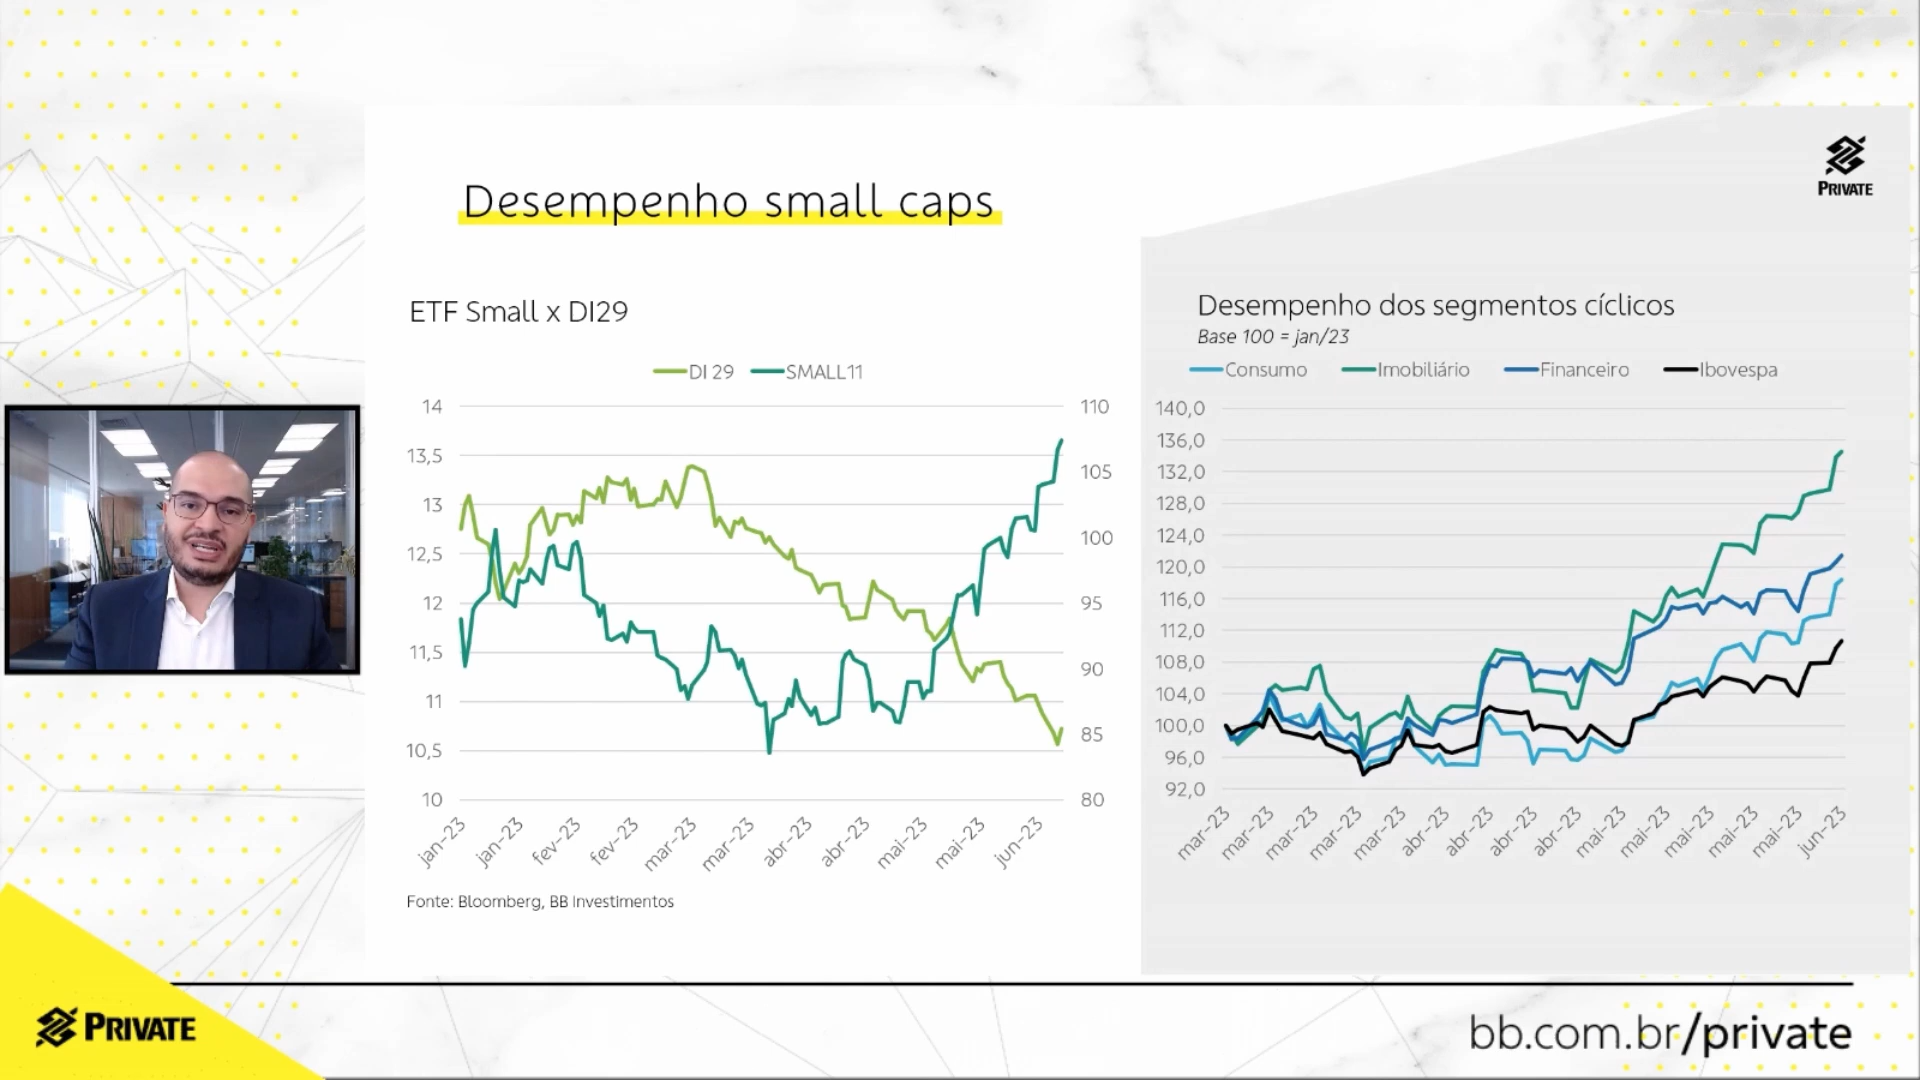 PRIVATE
Desempenho small caps
ETF Small x DI29
DI 29
SMALL11
14
13,5
13
12,5
12
11,5
11
10,5
10
110
105
100
95
90
85
80
jan-23
jan-23
fev-23
fev-23
mar-23
mar-23
abr-23
abr-23
mai-23
mai-23
jun-23
Fonte: Bloomberg, BB Investimentos
Desempenho dos segmentos cíclicos
Base 100 = jan/23
Consumo
Imobiliário
Financeiro
Ibovespa
140,0
136,0
132,0
128,0
124,0
120,0
116,0
112,0
108,0
104,0
100,0
96,0
92,0
mar-23
mar-23
mar-23
mar-23
mar-23
abr-23
abr-23
abr-23
abr-23
mai-23
mai-23
mai-23
mai-23
mai-23
jun-23
PRIVATE
bb.com.br/private